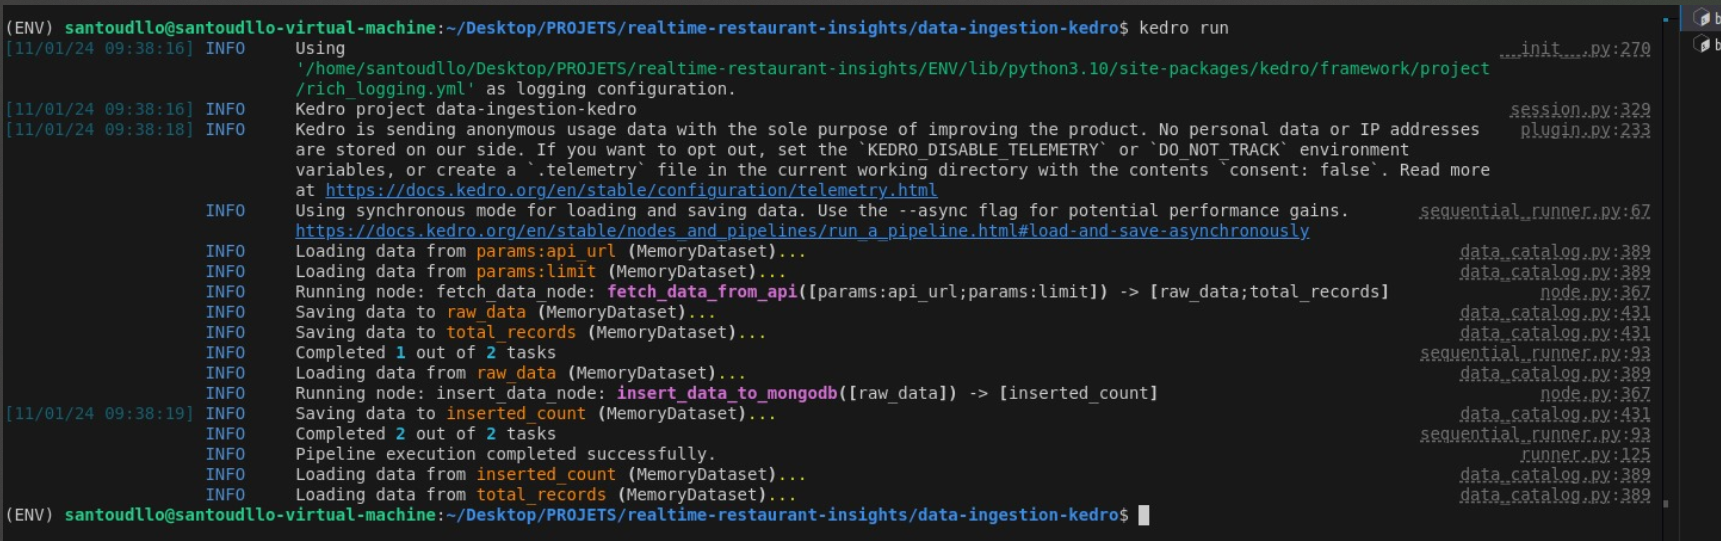 (ENV) santoudllo@santoudllo-virtual-machine:~/Desktop/PROJETS/realtime-restaurant-insights/data-ingestion-kedro$ kedro run
[11/01/24 09:38:16] INFO Using __init__.py:270
'/home/santoudllo/Desktop/PROJETS/realtime-restaurant-insights/ENV/lib/python3.10/site-packages/kedro/framework/project
/rich_logging.yml' as logging configuration.
[11/01/24 09:38:16] INFO Kedro project data-ingestion-kedro session.py:329
[11/01/24 09:38:18] INFO Kedro is sending anonymous usage data with the sole purpose of improving the product. No personal data or IP addresses plugin.py:233
are stored on our side. If you want to opt out, set the `KEDRO_DISABLE_TELEMETRY` or `DO_NOT_TRACK` environment
variables, or create a `.telemetry` file in the current working directory with the contents `consent: false`. Read more
at https://docs.kedro.org/en/stable/configuration/telemetry.html
INFO Using synchronous mode for loading and saving data. Use the --async flag for potential performance gains. sequential_runner.py:67
https://docs.kedro.org/en/stable/nodes_and_pipelines/run_a_pipeline.html#load-and-save-asynchronously
INFO Loading data from params:api_url (MemoryDataset)... data_catalog.py:389
INFO Loading data from params:limit (MemoryDataset)... data_catalog.py:389
INFO Running node: fetch_data_node: fetch_data_from_api([params:api_url;params:limit]) -> [raw_data;total_records] node.py:367
INFO Saving data to raw_data (MemoryDataset)... data_catalog.py:431
INFO Saving data to total_records (MemoryDataset)... data_catalog.py:431
INFO Completed 1 out of 2 tasks sequential_runner.py:93
INFO Loading data from raw_data (MemoryDataset)... data_catalog.py:389
INFO Running node: insert_data_node: insert_data_to_mongodb([raw_data]) -> [inserted_count] node.py:367
[11/01/24 09:38:19] INFO Saving data to inserted_count (MemoryDataset)... data_catalog.py:431
INFO Completed 2 out of 2 tasks sequential_runner.py:93
INFO Pipeline execution completed successfully. runner.py:125
INFO Loading data from inserted_count (MemoryDataset)... data_catalog.py:389
INFO Loading data from total_records (MemoryDataset)... data_catalog.py:389
(ENV) santoudllo@santoudllo-virtual-machine:~/Desktop/PROJETS/realtime-restaurant-insights/data-ingestion-kedro$